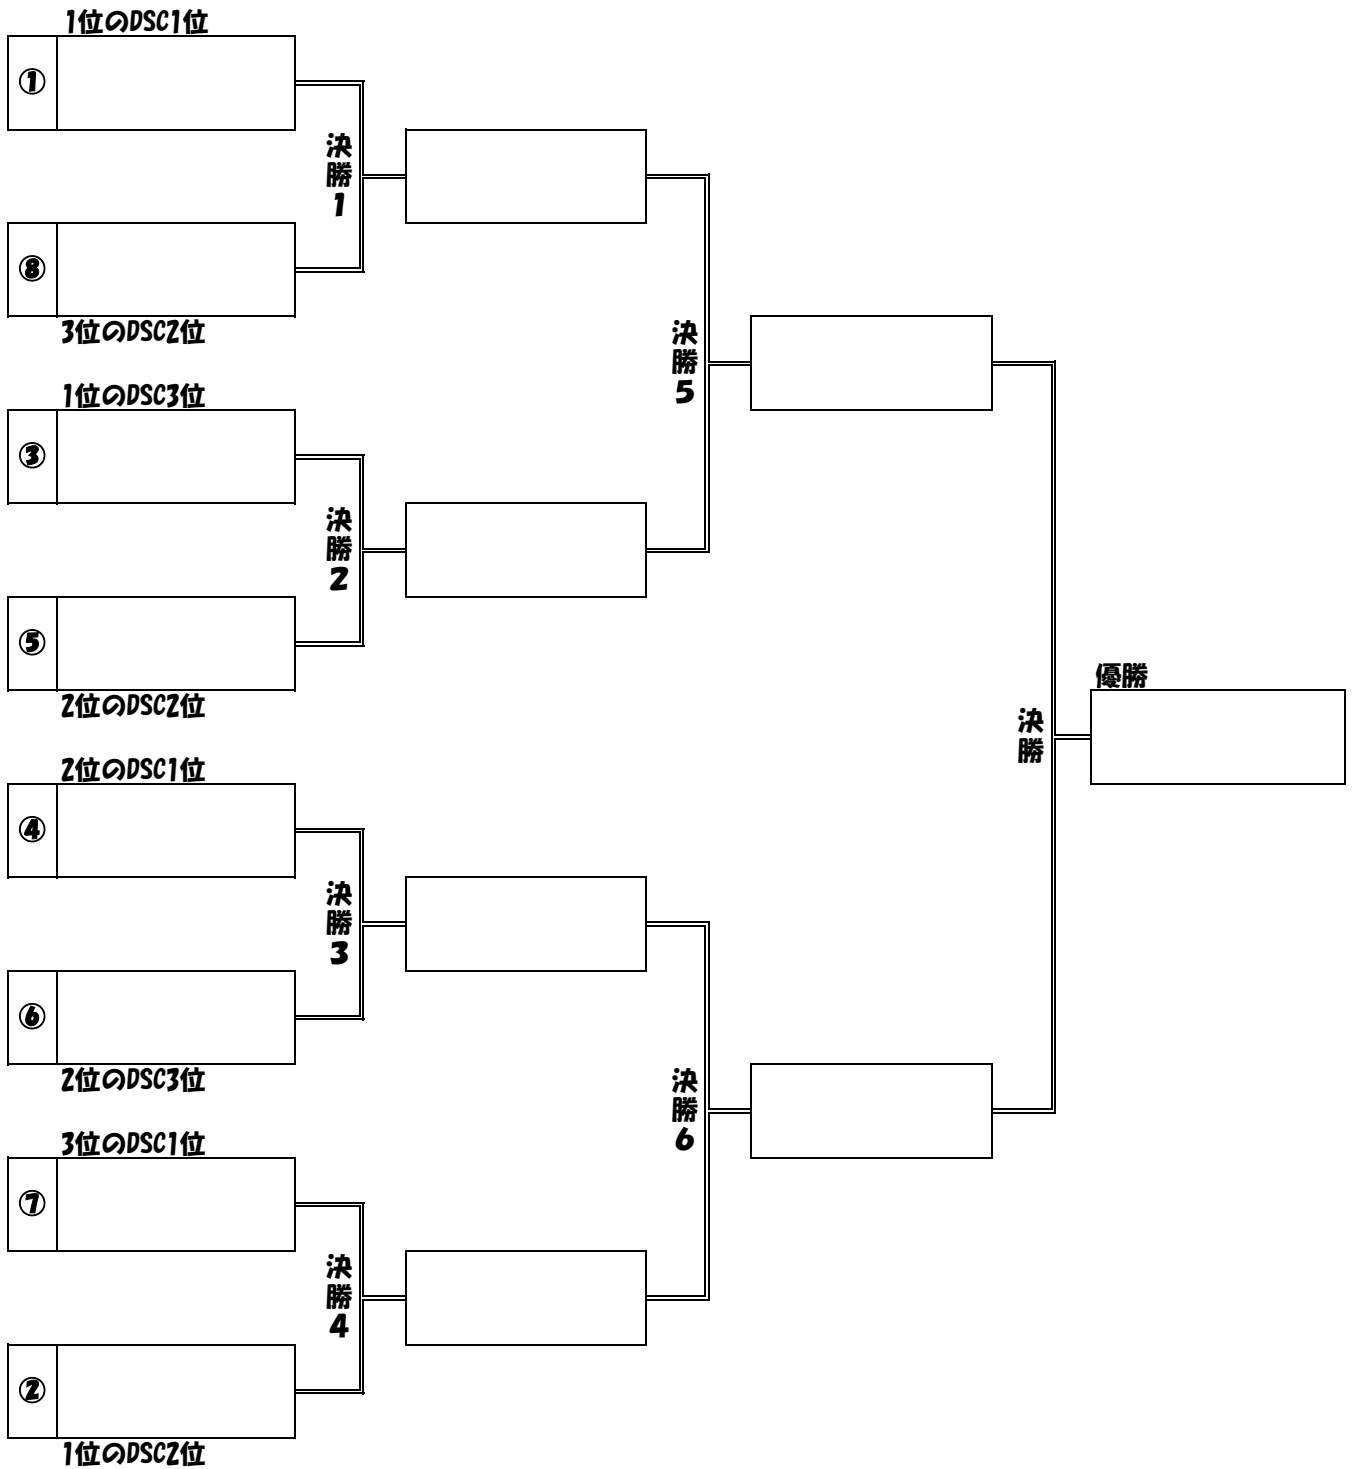 1位のDSC1位
①
決勝1
⑧
3位のDSC2位
決勝5
1位のDSC3位
③
決勝2
⑤
2位のDSC2位
優勝
決勝
2位のDSC1位
④
決勝3
⑥
2位のDSC3位
決勝6
3位のDSC1位
⑦
決勝4
②
1位のDSC2位